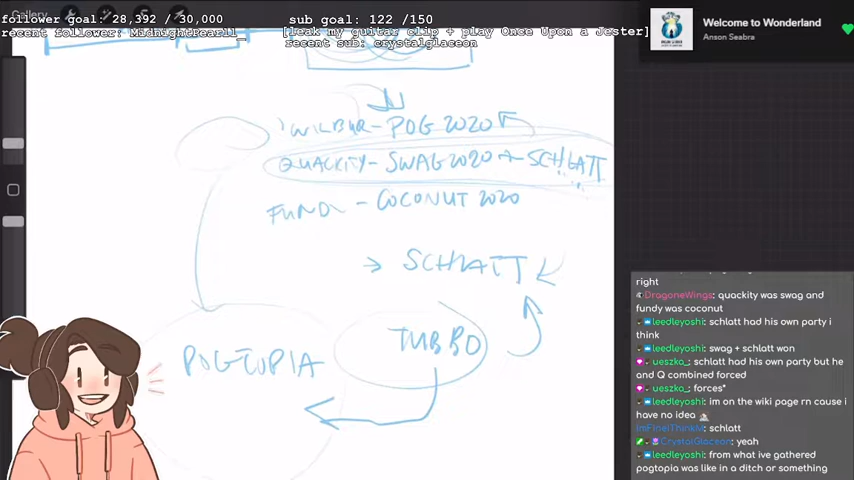 Gallery
follower goal: 28,392 / 30,000
sub goal: 122 /150
recent follower: MidnightRearll
[leak my guitar clip + play Once Upon a Jester]
recent sub: crystalglaceon
Welcome to Wonderland
Anson Seabra
WILBUR - POG 2020
QUACKITY - SWAG 2020 + SCHLATT
FUNDY - COCONUT 2020
SCHLATT
TUBBO
POGTOPIA
right
DragoneWings: quackity was swag and
fundy was coconut
leedleyoshi: schlatt had his own party i
think
leedleyoshi: swag + schlatt won
ueszka_: schlatt had his own party but he
and Q combined forced
ueszka_: forces*
leedleyoshi: im on the wiki page rn cause i
have no idea
ImFineIThinkM: schlatt
CrystalGlaceon: yeah
leedleyoshi: from what ive gathered
pogtopia was like in a ditch or something